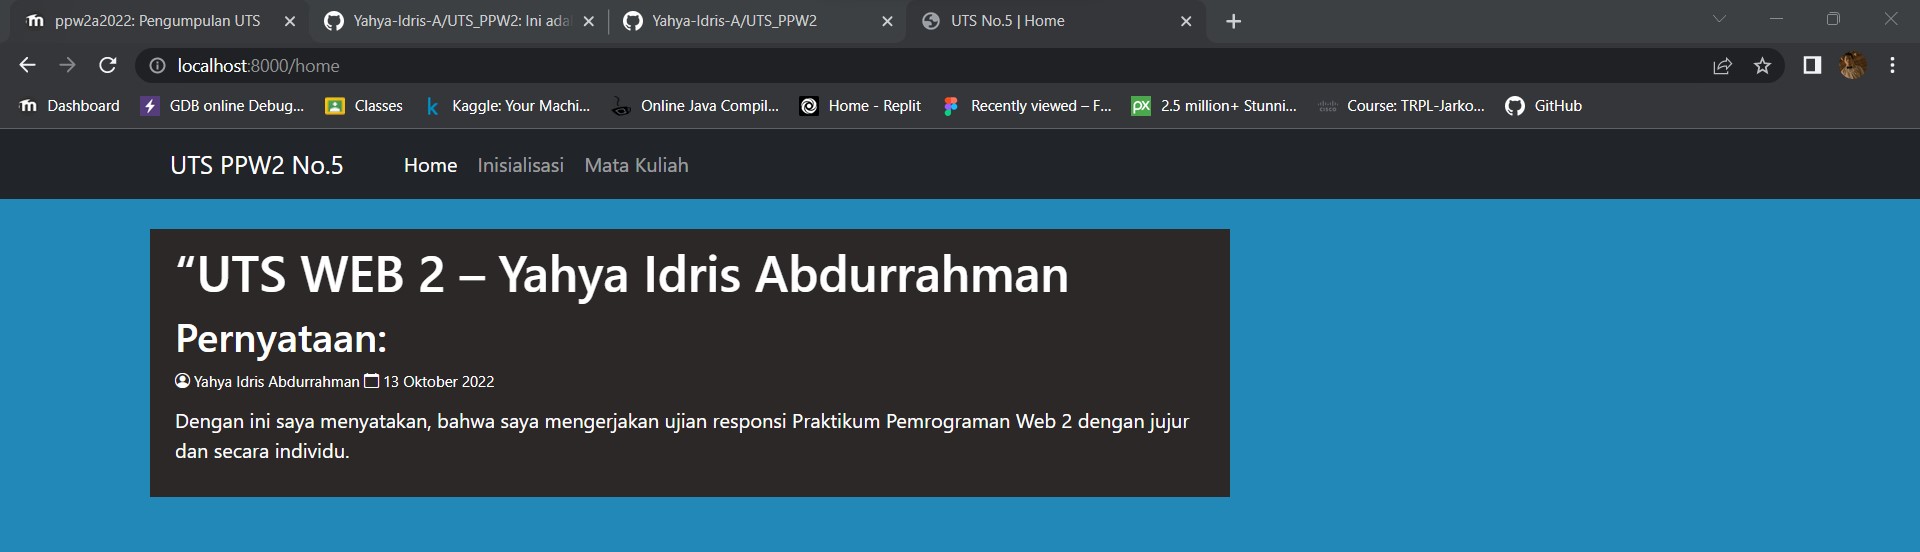 ppw2a2022: Pengumpulan UTS
Yahya-Idris-A/UTS_PPW2: Ini ada
Yahya-Idris-A/UTS_PPW2
UTS No.5 | Home
localhost:8000/home
Dashboard
GDB online Debug...
Classes
Kaggle: Your Machi...
Online Java Compil...
Home - Replit
Recently viewed – F...
2.5 million+ Stunni...
Course: TRPL-Jarko...
GitHub
UTS PPW2 No.5
Home
Inisialisasi
Mata Kuliah
“UTS WEB 2 – Yahya Idris Abdurrahman
Pernyataan:
Yahya Idris Abdurrahman 13 Oktober 2022
Dengan ini saya menyatakan, bahwa saya mengerjakan ujian responsi Praktikum Pemrograman Web 2 dengan jujur
dan secara individu.